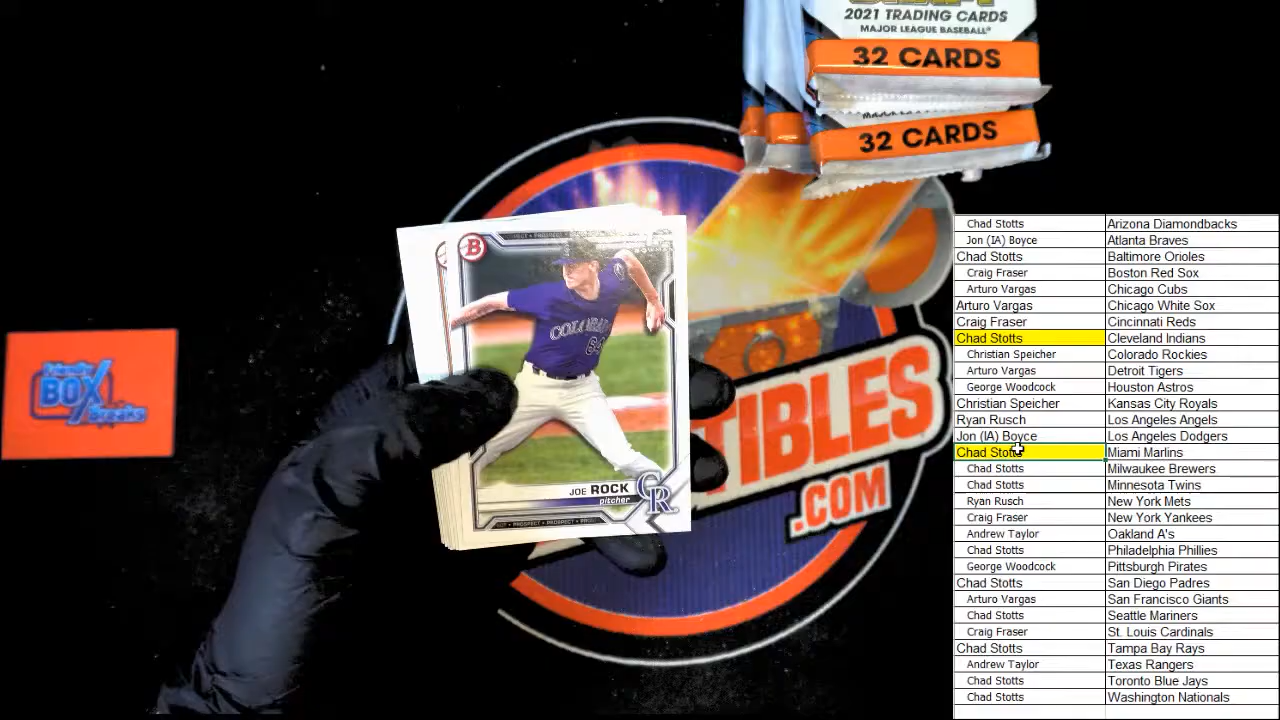 2021 TRADING CARDS
MAJOR LEAGUE BASEBALL
32 CARDS
32 CARDS
B
COLORADO
JOE ROCK
pitcher
CR
PROSPECT • PROSPECT
BOX
Breaks
TIBLES
.COM
Chad Stotts Arizona Diamondbacks
Jon (IA) Boyce Atlanta Braves
Chad Stotts Baltimore Orioles
Craig Fraser Boston Red Sox
Arturo Vargas Chicago Cubs
Arturo Vargas Chicago White Sox
Craig Fraser Cincinnati Reds
Chad Stotts Cleveland Indians
Christian Speicher Colorado Rockies
Arturo Vargas Detroit Tigers
George Woodcock Houston Astros
Christian Speicher Kansas City Royals
Ryan Rusch Los Angeles Angels
Jon (IA) Boyce Los Angeles Dodgers
Chad Stotts Miami Marlins
Chad Stotts Milwaukee Brewers
Chad Stotts Minnesota Twins
Ryan Rusch New York Mets
Craig Fraser New York Yankees
Andrew Taylor Oakland A's
Chad Stotts Philadelphia Phillies
George Woodcock Pittsburgh Pirates
Chad Stotts San Diego Padres
Arturo Vargas San Francisco Giants
Chad Stotts Seattle Mariners
Craig Fraser St. Louis Cardinals
Chad Stotts Tampa Bay Rays
Andrew Taylor Texas Rangers
Chad Stotts Toronto Blue Jays
Chad Stotts Washington Nationals